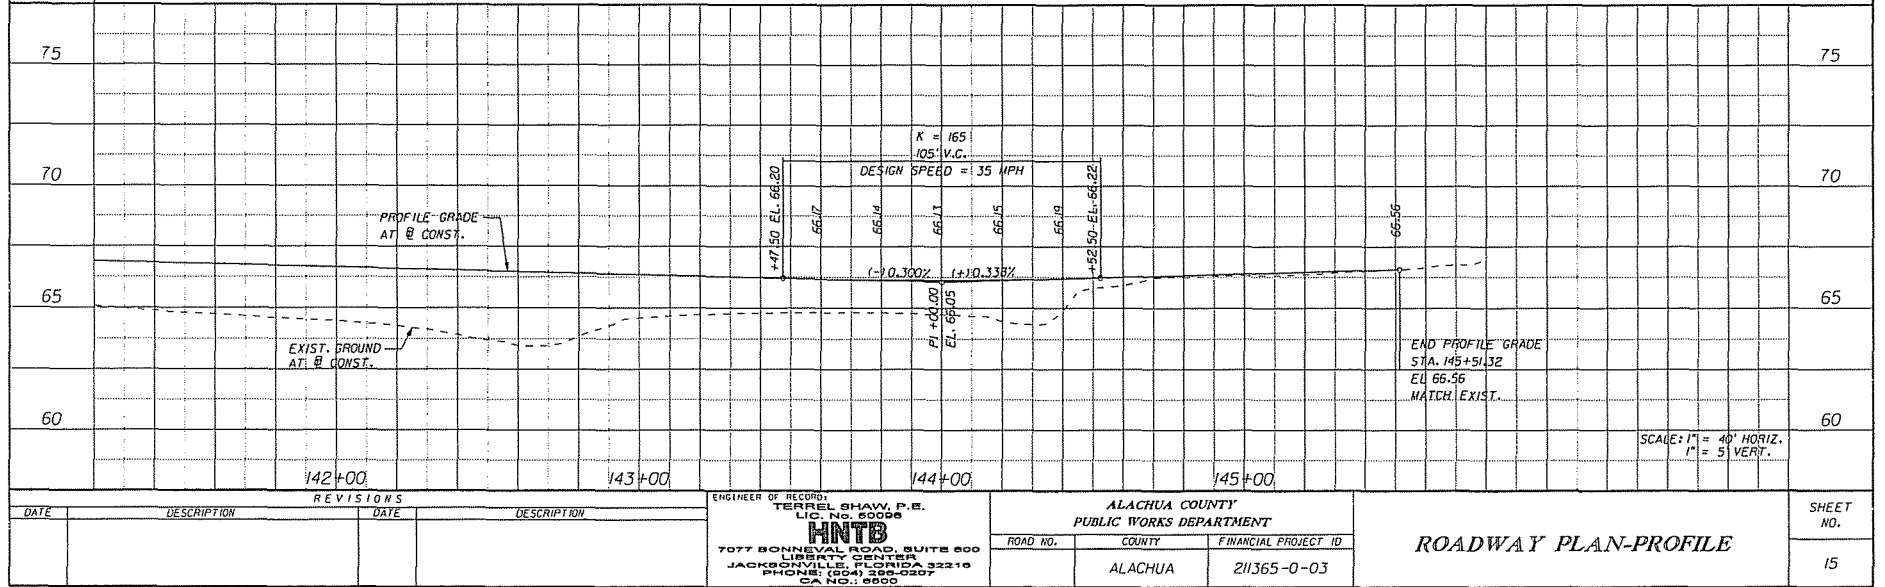 75
75
K = 165
105' V.C.
DESIGN SPEED = 35 MPH
70
70
+47.50 EL. 66.20
66.17
66.14
66.13
66.15
66.19
+52.50 EL. 66.22
66.56
PROFILE GRADE
AT ℄ CONST.
(-) 0.300% (+) 0.338%
65
65
PI +00.00
EL. 66.05
EXIST. GROUND
AT ℄ CONST.
END PROFILE GRADE
STA. 145+51.32
EL 66.56
MATCH EXIST.
60
60
SCALE: 1" = 40' HORIZ.
1" = 5' VERT.
142+00
143+00
144+00
145+00
REVISIONS
DATE DESCRIPTION DATE DESCRIPTION
ENGINEER OF RECORD:
TERREL SHAW, P.E.
LIC. No. 50096
HNTB
7077 BONNEVAL ROAD, SUITE 600
LIBERTY CENTER
JACKSONVILLE, FLORIDA 32216
PHONE: (904) 296-0207
CA NO.: 6500
ALACHUA COUNTY
PUBLIC WORKS DEPARTMENT
ROAD NO. COUNTY FINANCIAL PROJECT ID
ALACHUA 211365-0-03
ROADWAY PLAN-PROFILE
SHEET
NO.
15